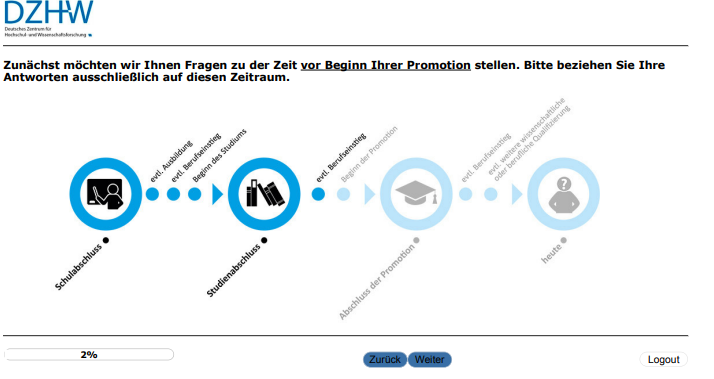 DZHW
Deutsches Zentrum für
Hochschul- und Wissenschaftsforschung
Zunächst möchten wir Ihnen Fragen zu der Zeit vor Beginn Ihrer Promotion stellen. Bitte beziehen Sie Ihre
Antworten ausschließlich auf diesen Zeitraum.
evtl. Ausbildung
evtl. Berufseinstieg
Beginn des Studiums
evtl. Berufseinstieg
Beginn der Promotion
evtl. Berufseinstieg
evtl. weitere wissenschaftliche
oder berufliche Qualifizierung
?
Schulabschluss
Studienabschluss
Abschluss der Promotion
heute
2%
Zurück
Weiter
Logout